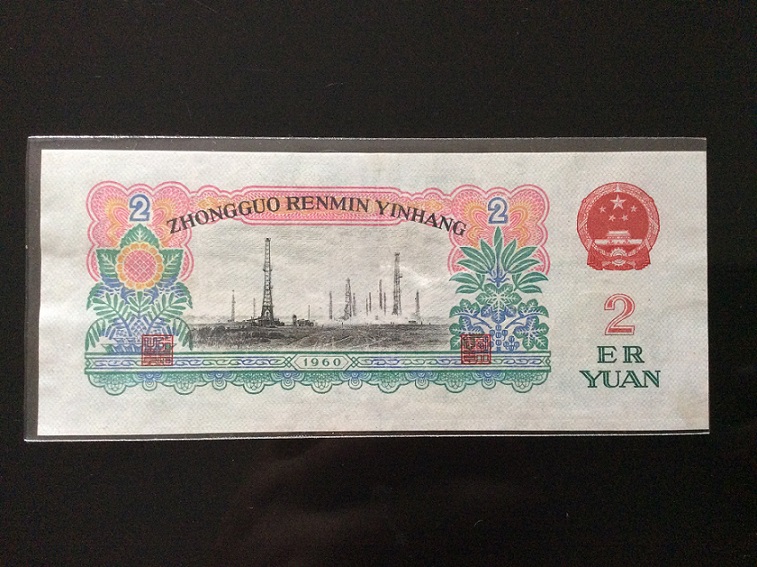 2 2
ZHONGGUO RENMIN YINHANG
1960
2
ER
YUAN